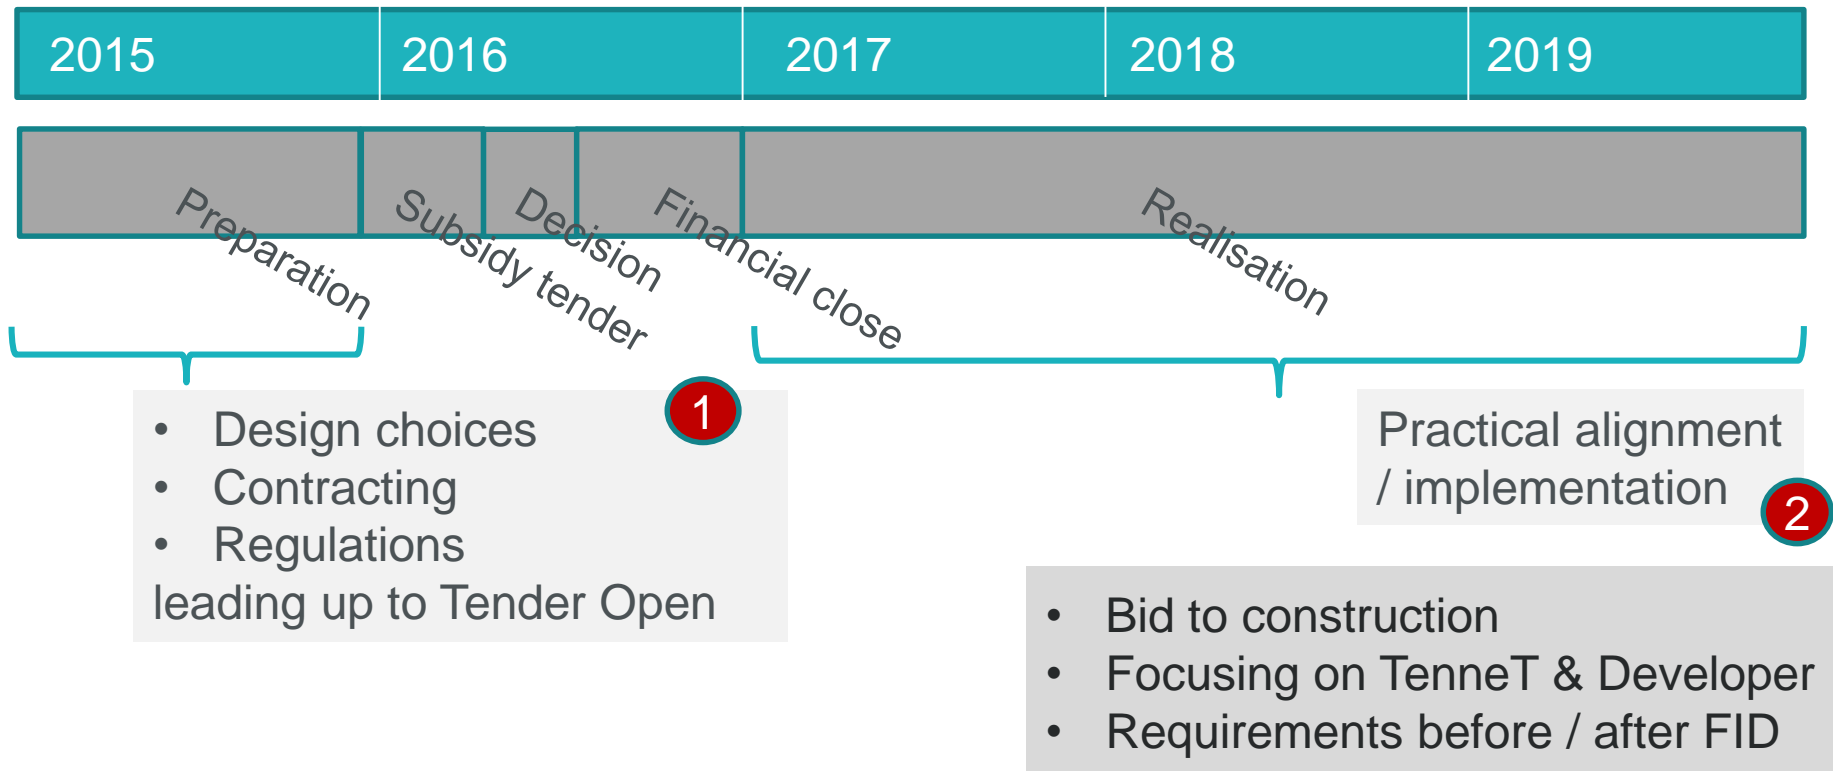 2015 2016 2017 2018 2019
Preparation
Subsidy tender
Decision
Financial close
Realisation
1
• Design choices
• Contracting
• Regulations
leading up to Tender Open
Practical alignment
/ implementation
2
• Bid to construction
• Focusing on TenneT & Developer
• Requirements before / after FID